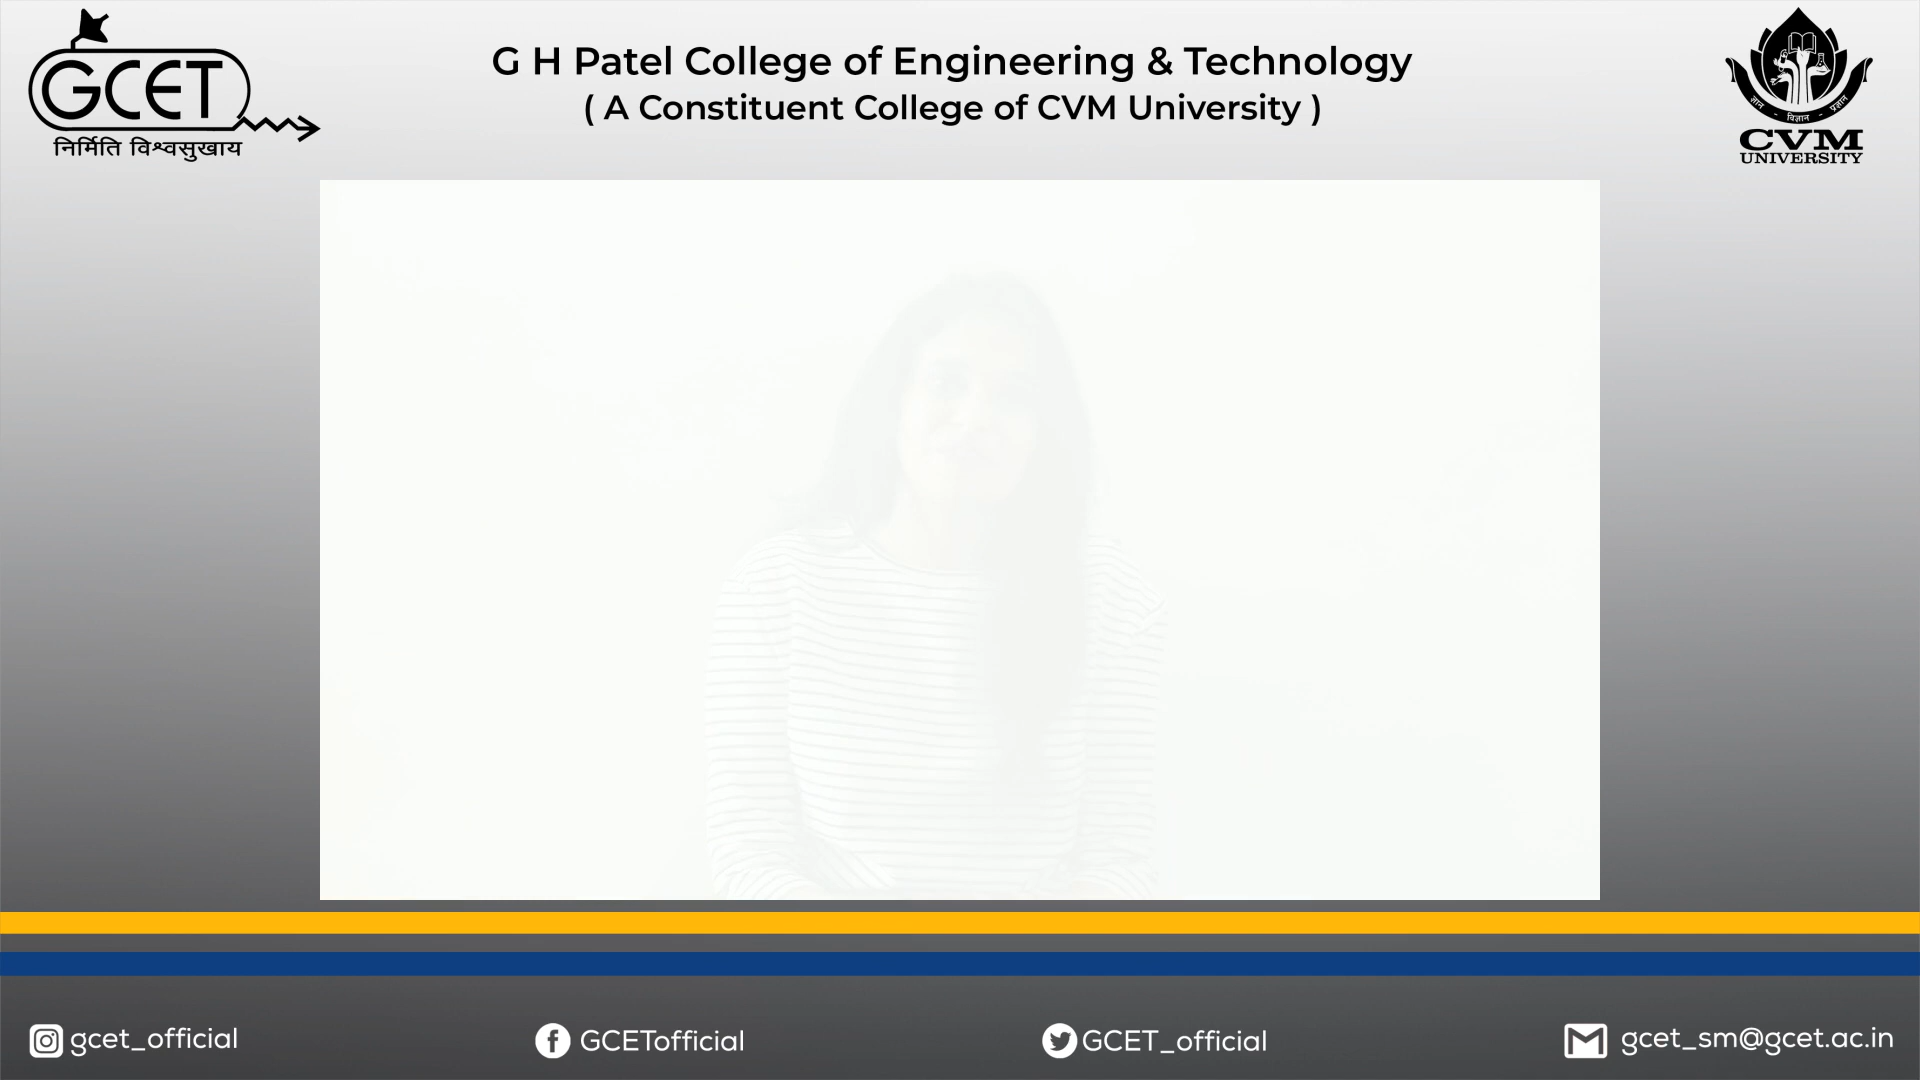 GCET
निर्मिति विश्वसुखाय
G H Patel College of Engineering & Technology
( A Constituent College of CVM University )
ज्ञान - विज्ञान - प्रज्ञान
CVM
UNIVERSITY
gcet_official
GCETofficial
GCET_official
gcet_sm@gcet.ac.in